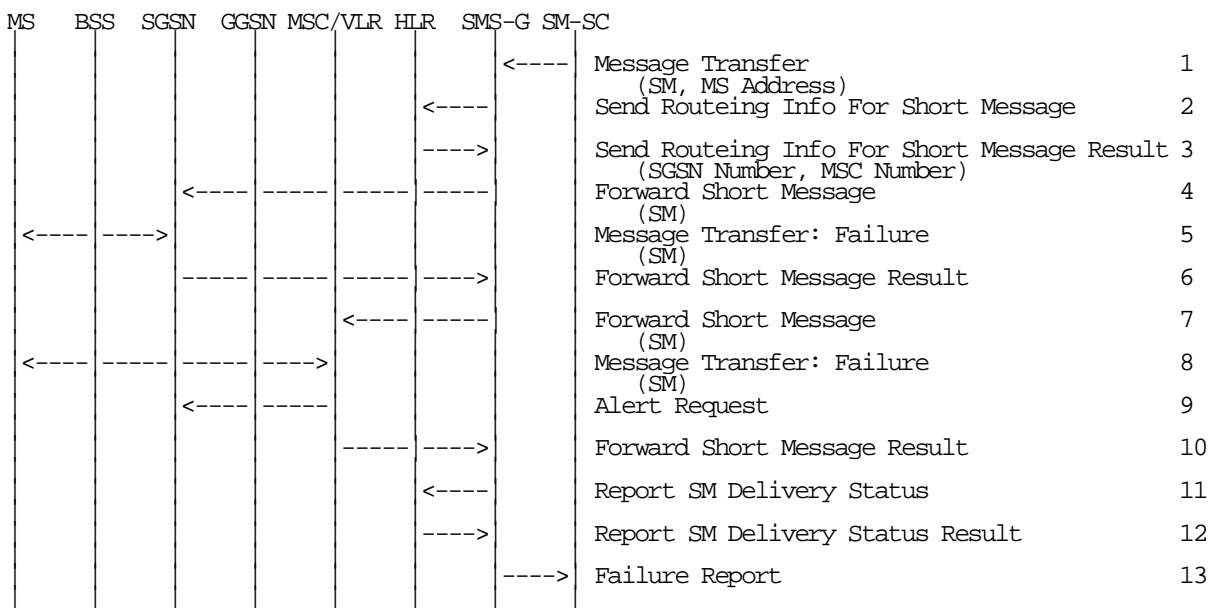 MS BSS SGSN GGSN MSC/VLR HLR SMS-G SM-SC
Message Transfer 1
(SM, MS Address)
Send Routeing Info For Short Message 2
Send Routeing Info For Short Message Result 3
(SGSN Number, MSC Number)
Forward Short Message 4
(SM)
Message Transfer: Failure 5
(SM)
Forward Short Message Result 6
Forward Short Message 7
(SM)
Message Transfer: Failure 8
(SM)
Alert Request 9
Forward Short Message Result 10
Report SM Delivery Status 11
Report SM Delivery Status Result 12
Failure Report 13